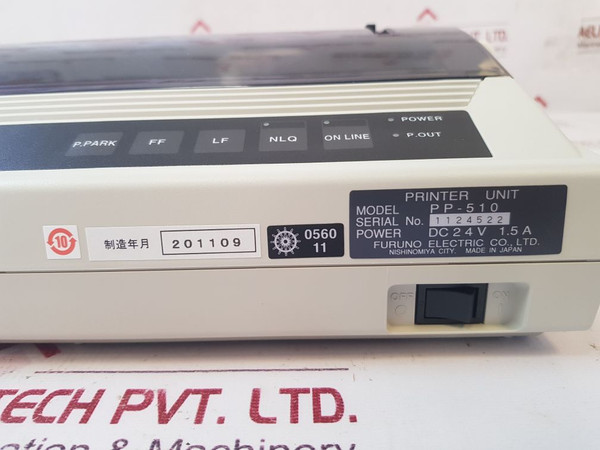 P.PARK FF LF NLQ ON LINE POWER
P.OUT
PRINTER UNIT
MODEL PP-510
SERIAL No. 1124522
POWER DC24V 1.5A
FURUNO ELECTRIC CO., LTD.
NISHINOMIYA CITY, MADE IN JAPAN
10
制造年月 201109
0560
11
OFF ON
TECH PVT. LTD.
& Machinery